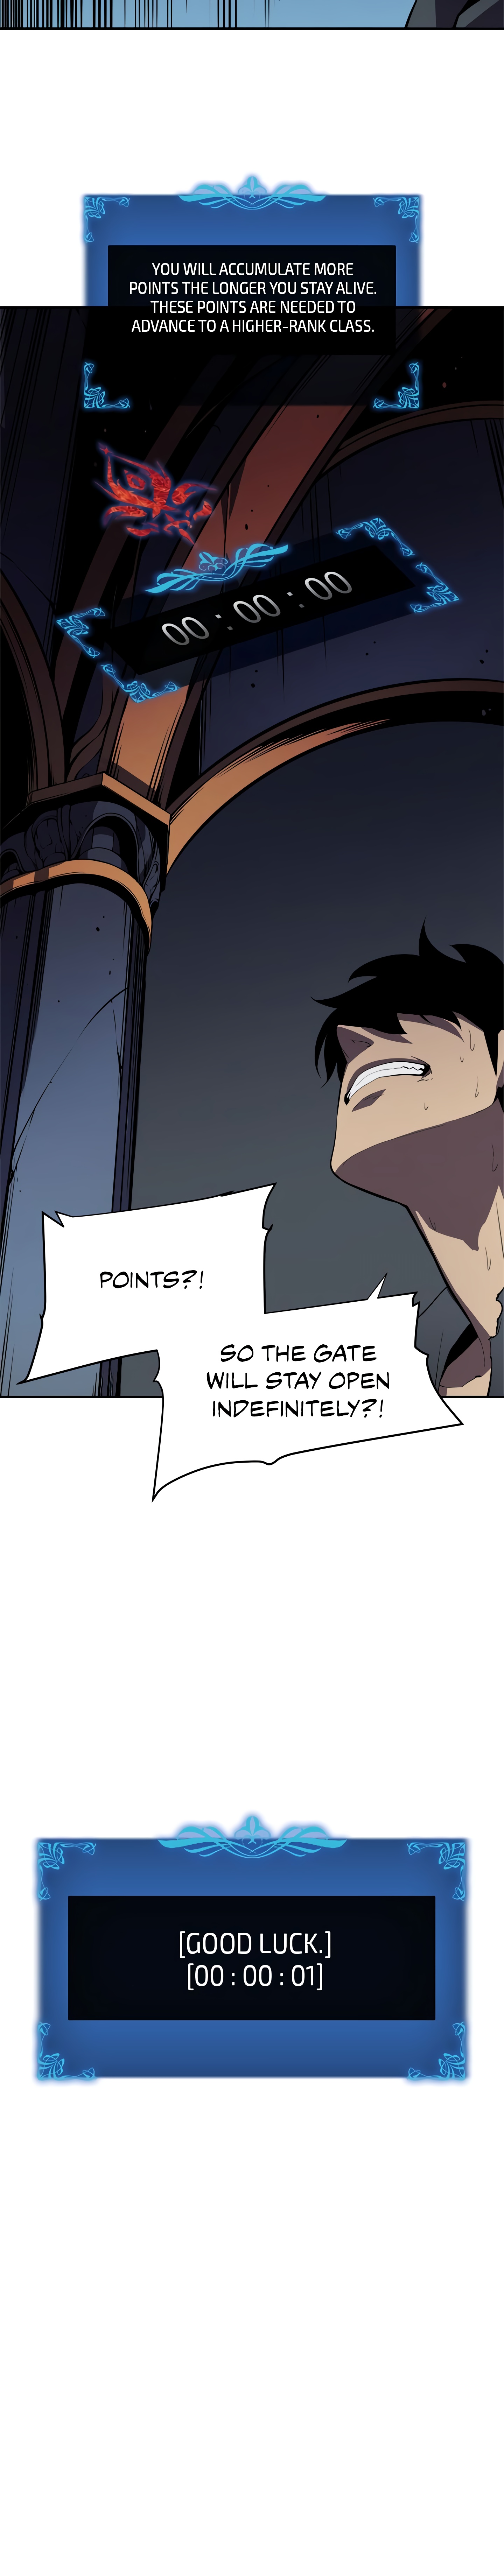 YOU WILL ACCUMULATE MORE
POINTS THE LONGER YOU STAY ALIVE.
THESE POINTS ARE NEEDED TO
ADVANCE TO A HIGHER-RANK CLASS.
00 : 00 : 00
POINTS?!
SO THE GATE
WILL STAY OPEN
INDEFINITELY?!
[GOOD LUCK.]
[00 : 00 : 01]